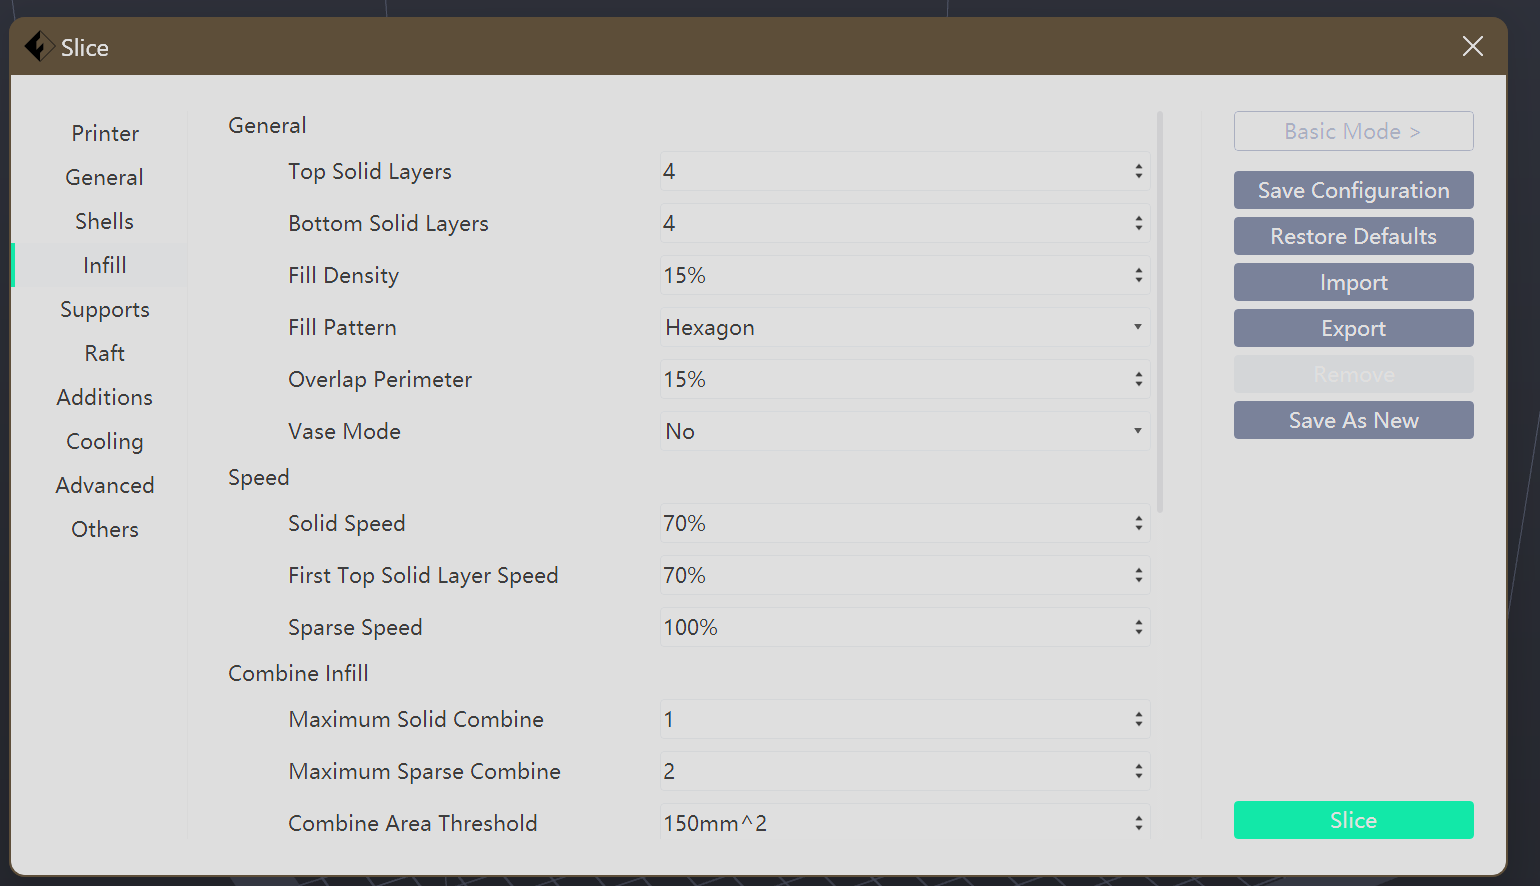 Slice
Printer
General
Shells
Infill
Supports
Raft
Additions
Cooling
Advanced
Others
General
Top Solid Layers 4
Bottom Solid Layers 4
Fill Density 15%
Fill Pattern Hexagon
Overlap Perimeter 15%
Vase Mode No
Speed
Solid Speed 70%
First Top Solid Layer Speed 70%
Sparse Speed 100%
Combine Infill
Maximum Solid Combine 1
Maximum Sparse Combine 2
Combine Area Threshold 150mm^2
Basic Mode >
Save Configuration
Restore Defaults
Import
Export
Remove
Save As New
Slice